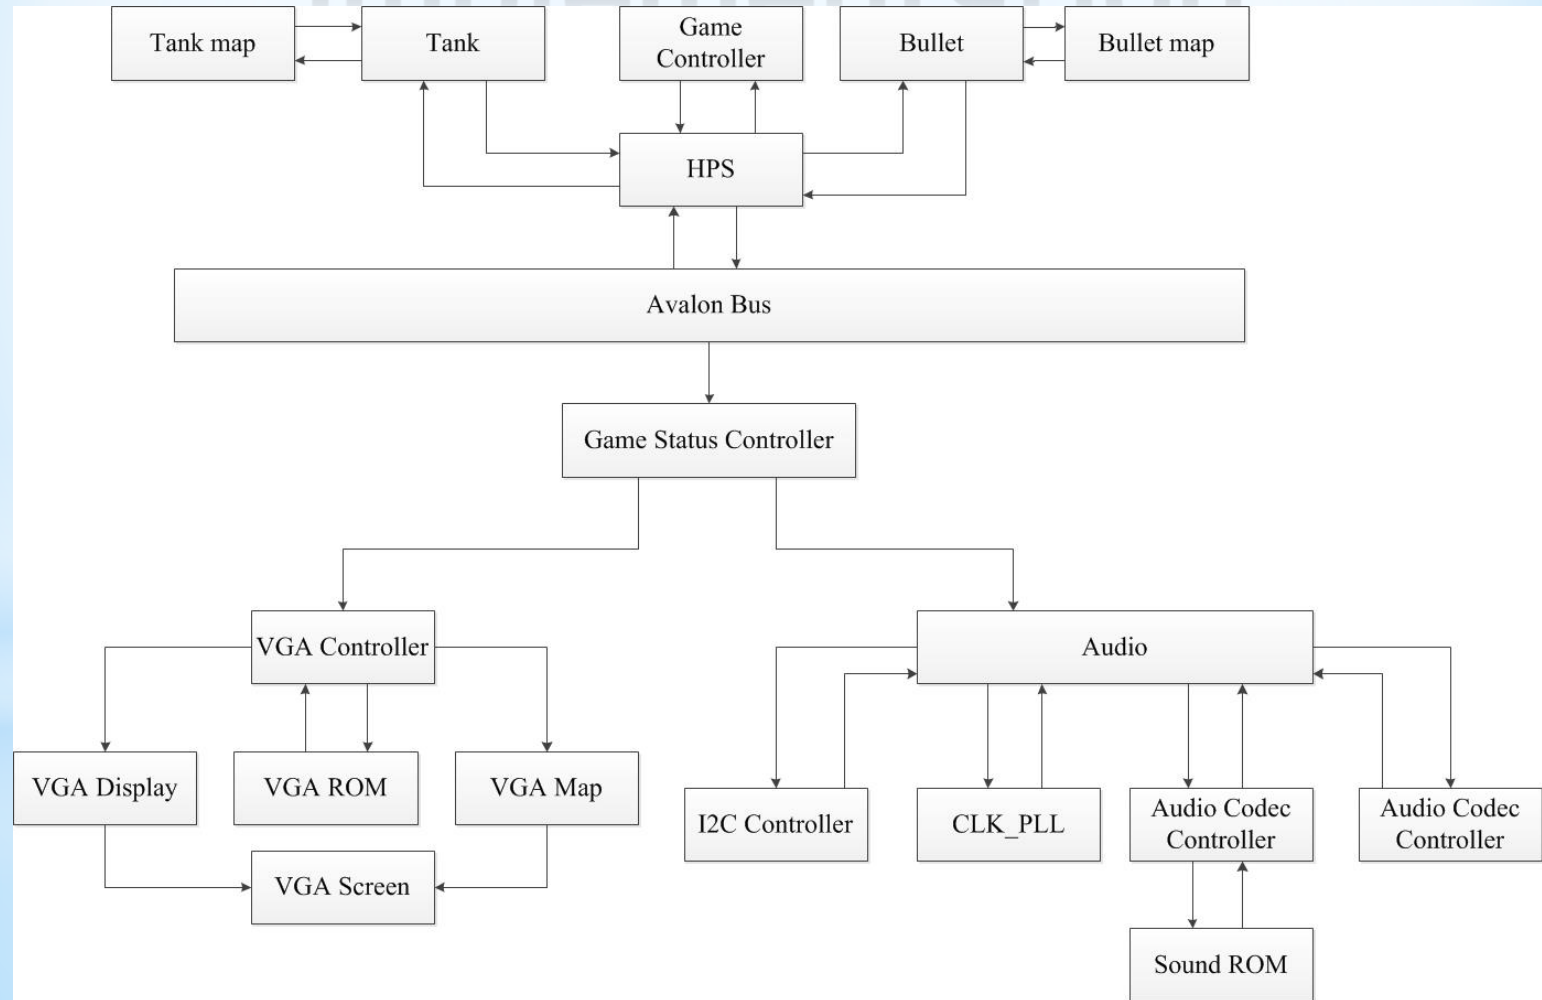 Tank map
Tank
Game
Controller
Bullet
Bullet map
HPS
Avalon Bus
Game Status Controller
VGA Controller
Audio
VGA Display
VGA ROM
VGA Map
I2C Controller
CLK_PLL
Audio Codec
Controller
Audio Codec
Controller
VGA Screen
Sound ROM